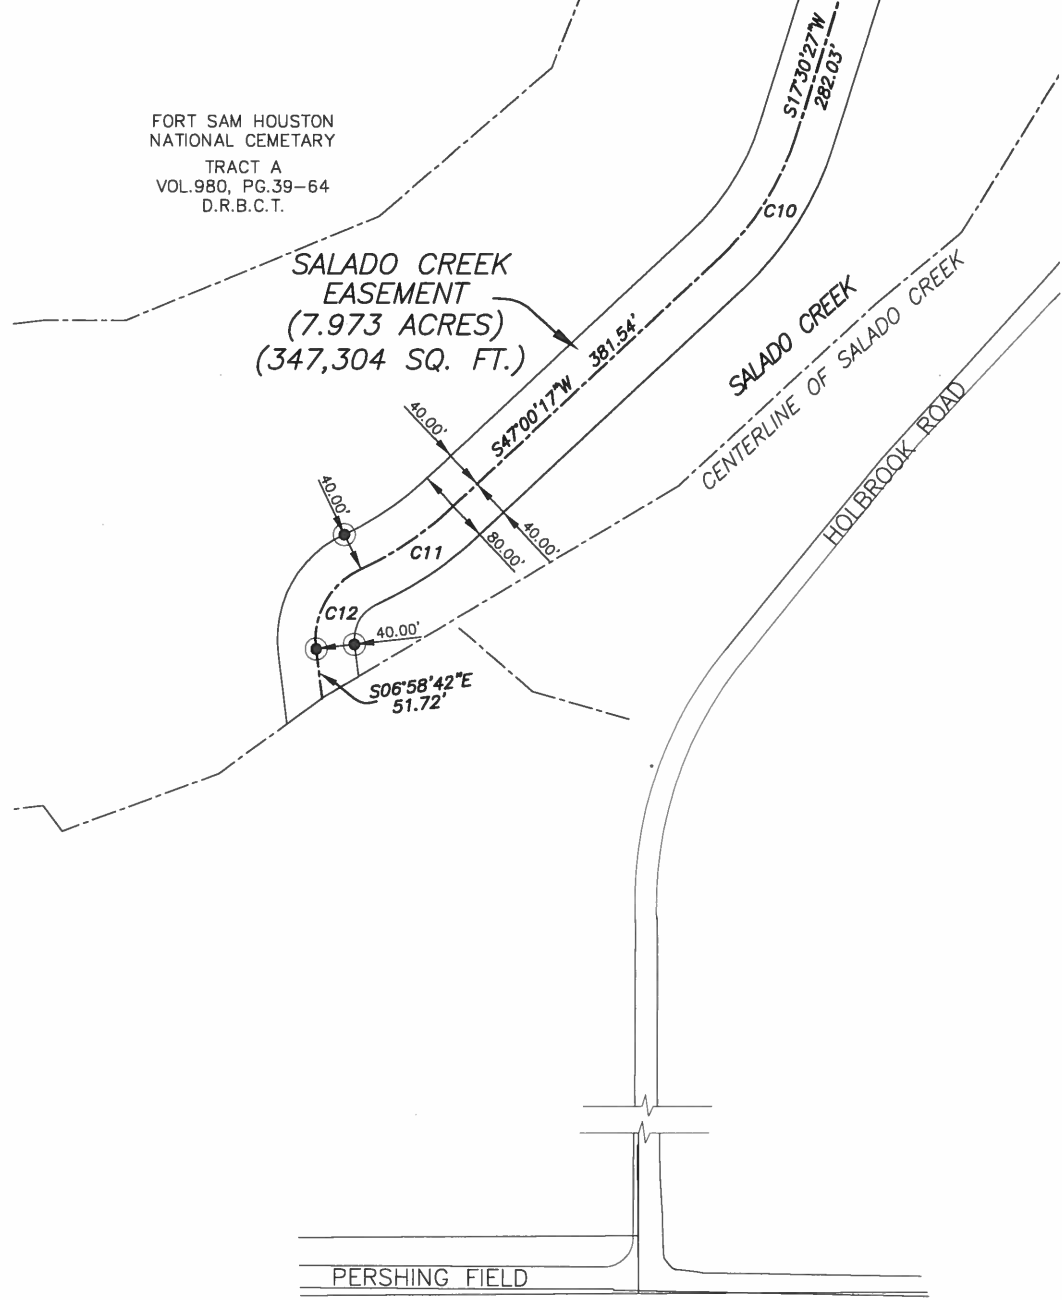 S17°30'27"W
282.03'
FORT SAM HOUSTON
NATIONAL CEMETARY
TRACT A
VOL.980, PG.39-64
D.R.B.C.T.
C10
SALADO CREEK
EASEMENT
(7.973 ACRES)
(347,304 SQ. FT.)
SALADO CREEK
CENTERLINE OF SALADO CREEK
381.54'
S47°00'17"W
40.00'
HOLBROOK ROAD
40.00'
40.00'
80.00'
C11
C12
40.00'
S06°58'42"E
51.72'
PERSHING FIELD